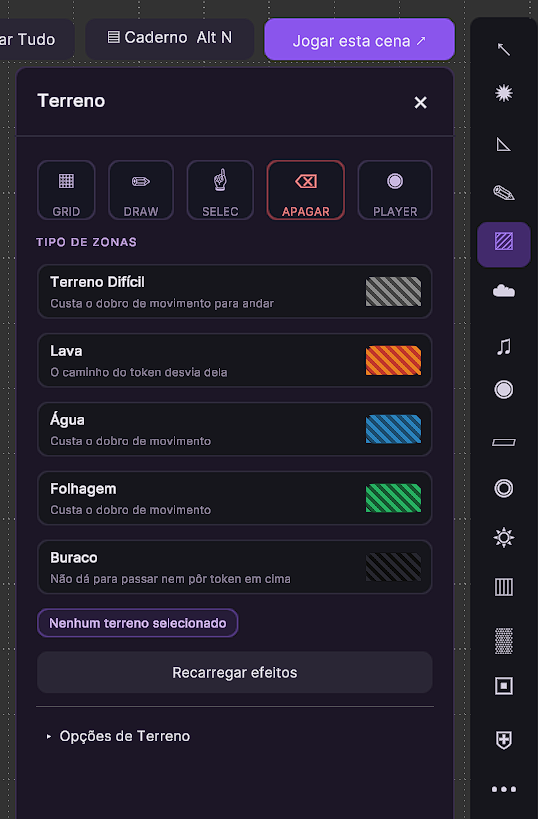 ar Tudo
Caderno Alt N
Jogar esta cena ↗
Terreno
GRID
DRAW
SELEC
APAGAR
PLAYER
TIPO DE ZONAS
Terreno Difícil
Custa o dobro de movimento para andar
Lava
O caminho do token desvia dela
Água
Custa o dobro de movimento
Folhagem
Custa o dobro de movimento
Buraco
Não dá para passar nem pôr token em cima
Nenhum terreno selecionado
Recarregar efeitos
Opções de Terreno